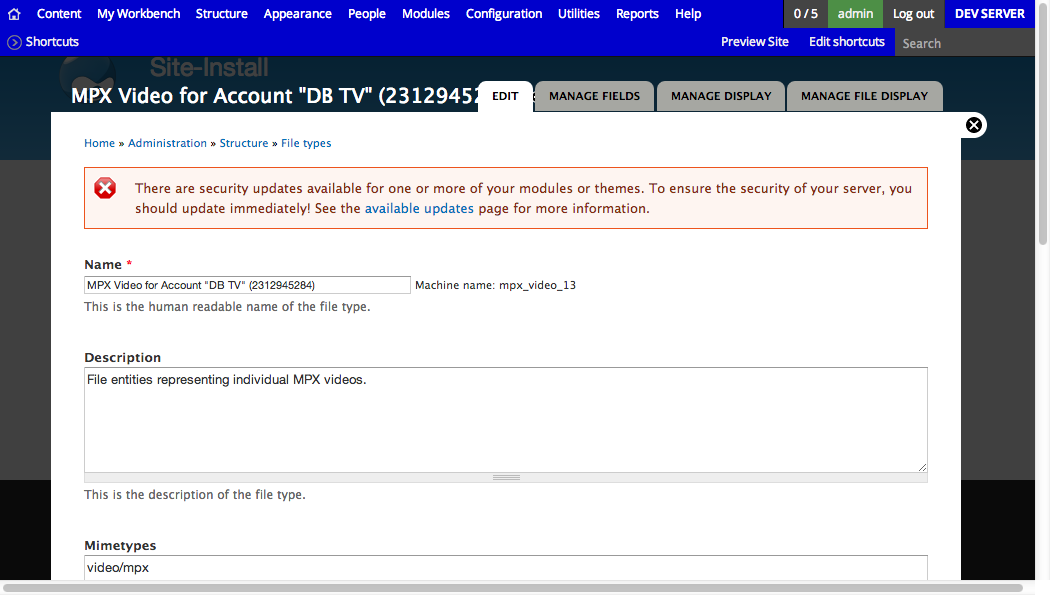 Content My Workbench Structure Appearance People Modules Configuration Utilities Reports Help 0 / 5 admin Log out DEV SERVER
Shortcuts Preview Site Edit shortcuts Search
Site-Install
MPX Video for Account "DB TV" (23129452 EDIT MANAGE FIELDS MANAGE DISPLAY MANAGE FILE DISPLAY
Home » Administration » Structure » File types
There are security updates available for one or more of your modules or themes. To ensure the security of your server, you
should update immediately! See the available updates page for more information.
Name *
MPX Video for Account "DB TV" (2312945284) Machine name: mpx_video_13
This is the human readable name of the file type.
Description
File entities representing individual MPX videos.
This is the description of the file type.
Mimetypes
video/mpx